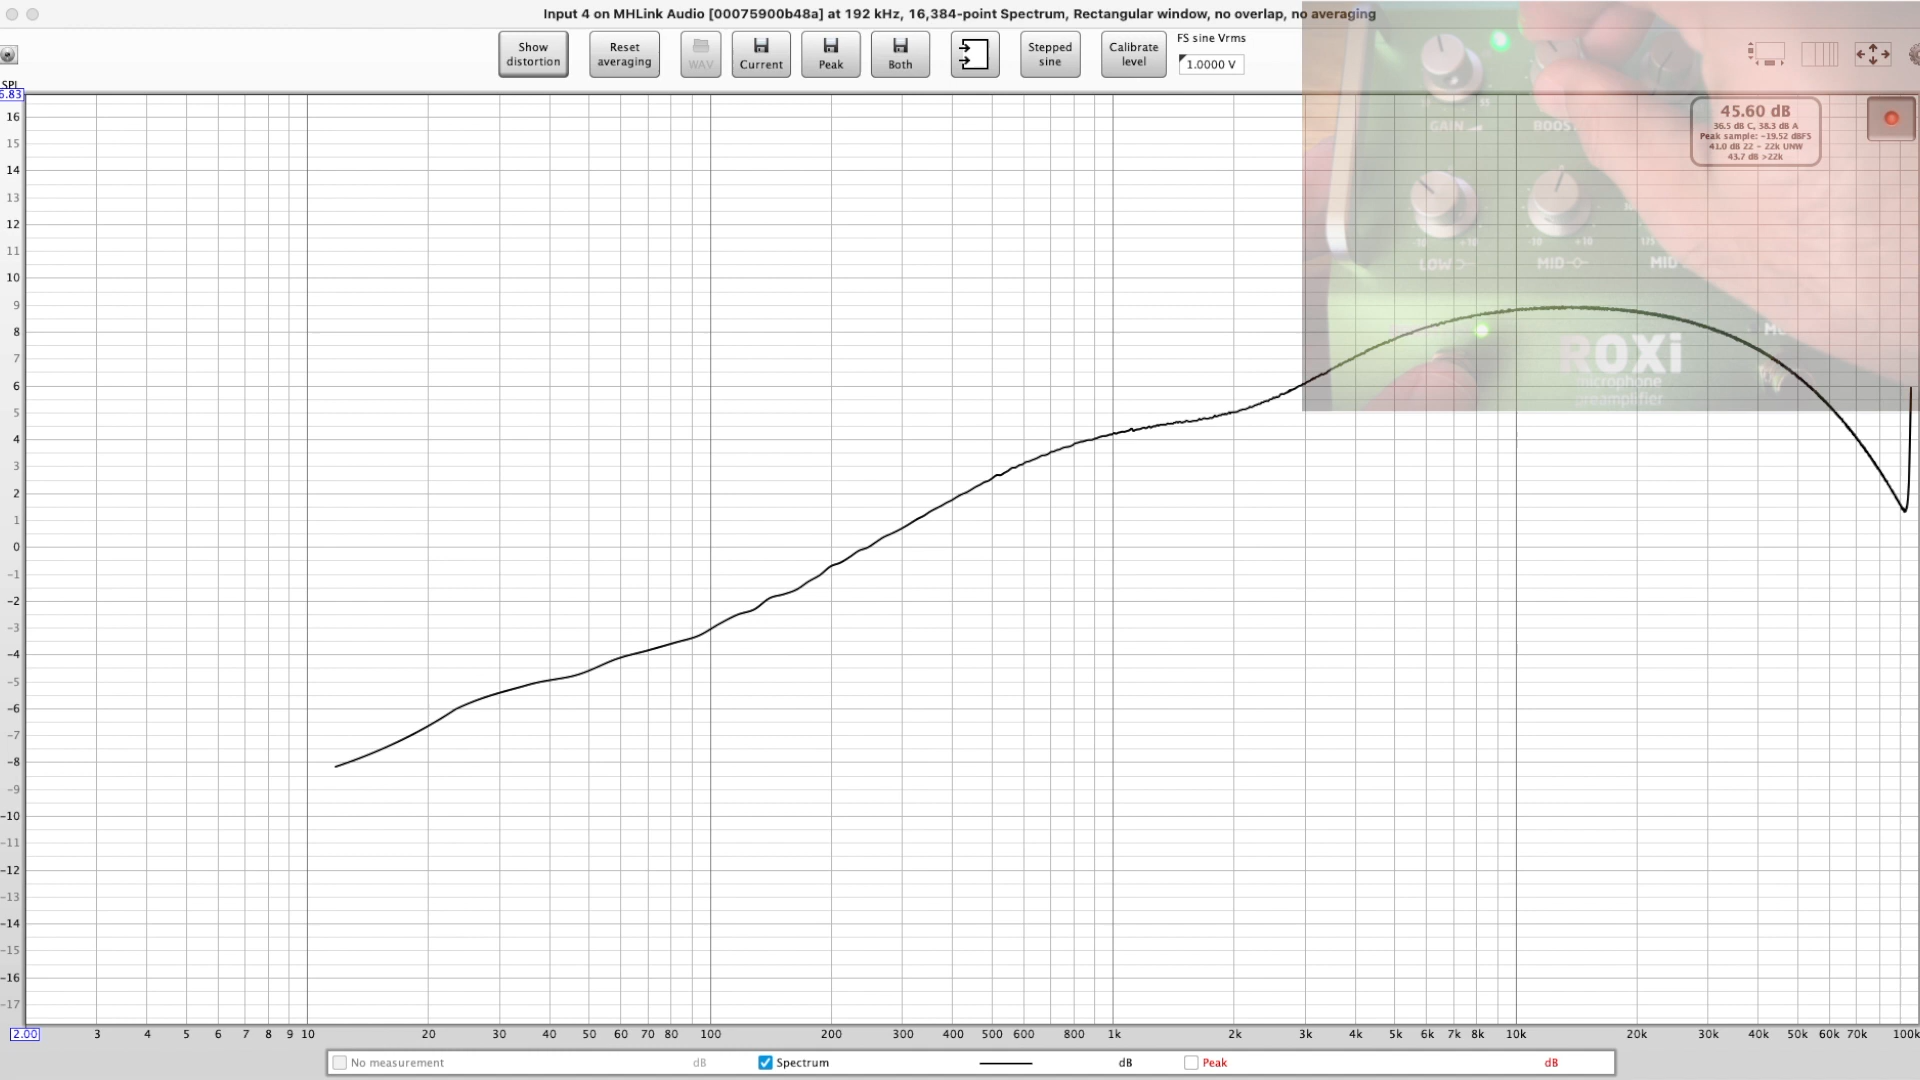 Input 4 on MHLink Audio [00075900b48a] at 192 kHz, 16,384-point Spectrum, Rectangular window, no overlap, no averaging
Show distortion
Reset averaging
WAV
Current
Peak
Both
Stepped sine
Calibrate level
FS sine Vrms
1.0000 V
SPL
6.83
45.60 dB
36.5 dB C, 38.3 dB A
Peak sample: -19.52 dBFS
41.0 dB 22 - 22k UNW
43.7 dB >22k
GAIN
BOOST
-10 +10
-10 +10
LOW
MID
MID
ROXi
microphone
preamplifier
16
15
14
13
12
11
10
9
8
7
6
5
4
3
2
1
0
-1
-2
-3
-4
-5
-6
-7
-8
-9
-10
-11
-12
-13
-14
-15
-16
-17
2.00 3 4 5 6 7 8 9 10 20 30 40 50 60 70 80 100 200 300 400 500 600 800 1k 2k 3k 4k 5k 6k 7k 8k 10k 20k 30k 40k 50k 60k 70k 100k
No measurement dB Spectrum dB Peak dB